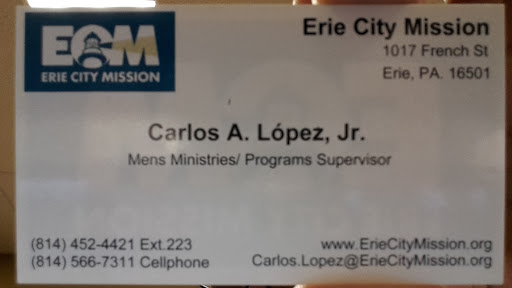 ECM
ERIE CITY MISSION
Erie City Mission
1017 French St
Erie, PA. 16501
Carlos A. López, Jr.
Mens Ministries/ Programs Supervisor
(814) 452-4421 Ext.223
(814) 566-7311 Cellphone
www.ErieCityMission.org
Carlos.Lopez@ErieCityMission.org